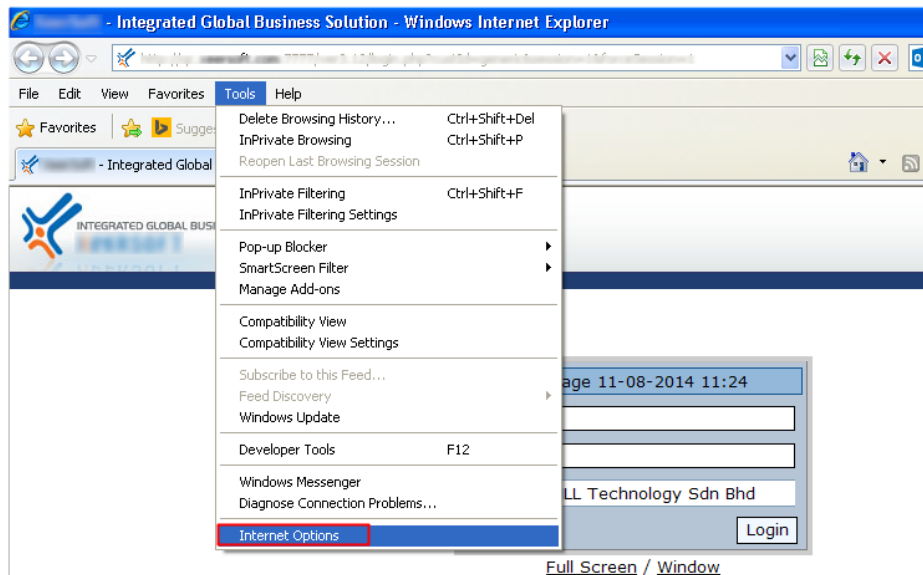 - Integrated Global Business Solution - Windows Internet Explorer
File Edit View Favorites Tools Help
Favorites Sugge
- Integrated Global
INTEGRATED GLOBAL BUSI
Delete Browsing History... Ctrl+Shift+Del
InPrivate Browsing Ctrl+Shift+P
Reopen Last Browsing Session
InPrivate Filtering Ctrl+Shift+F
InPrivate Filtering Settings
Pop-up Blocker
SmartScreen Filter
Manage Add-ons
Compatibility View
Compatibility View Settings
Subscribe to this Feed...
Feed Discovery
Windows Update
Developer Tools F12
Windows Messenger
Diagnose Connection Problems...
Internet Options
age 11-08-2014 11:24
LL Technology Sdn Bhd
Login
Full Screen / Window